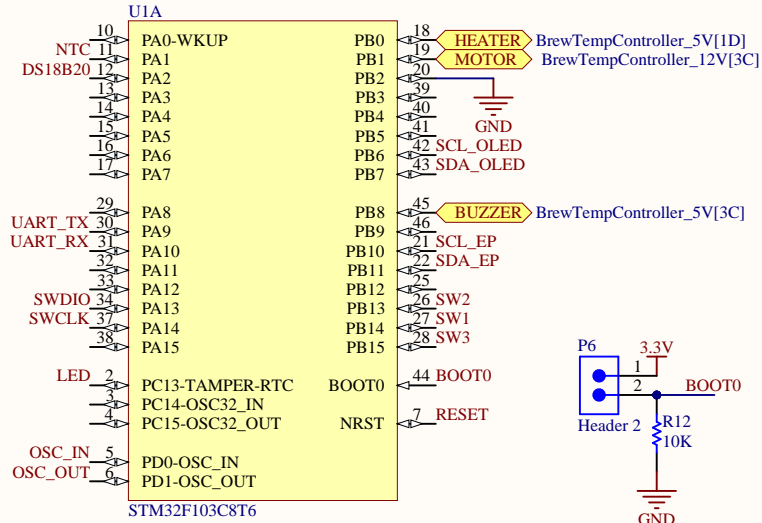 U1A
10 PA0-WKUP PB0 18 HEATER BrewTempController_5V[1D]
NTC 11 PA1 PB1 19 MOTOR BrewTempController_12V[3C]
DS18B20 12 PA2 PB2 20
13 PA3 PB3 39
14 PA4 PB4 40
GND
15 PA5 PB5 41
16 PA6 PB6 42 SCL_OLED
17 PA7 PB7 43 SDA_OLED
29 PA8 PB8 45 BUZZER BrewTempController_5V[3C]
UART_TX 30 PA9 PB9 46
UART_RX 31 PA10 PB10 21 SCL_EP
32 PA11 PB11 22 SDA_EP
33 PA12 PB12 25
SWDIO 34 PA13 PB13 26 SW2
SWCLK 37 PA14 PB14 27 SW1
38 PA15 PB15 28 SW3
LED 2 PC13-TAMPER-RTC BOOT0 44 BOOT0
3 PC14-OSC32_IN
4 PC15-OSC32_OUT NRST 7 RESET
OSC_IN 5 PD0-OSC_IN
OSC_OUT 6 PD1-OSC_OUT
STM32F103C8T6
P6
3.3V
1
2
BOOT0
Header 2
R12
10K
GND